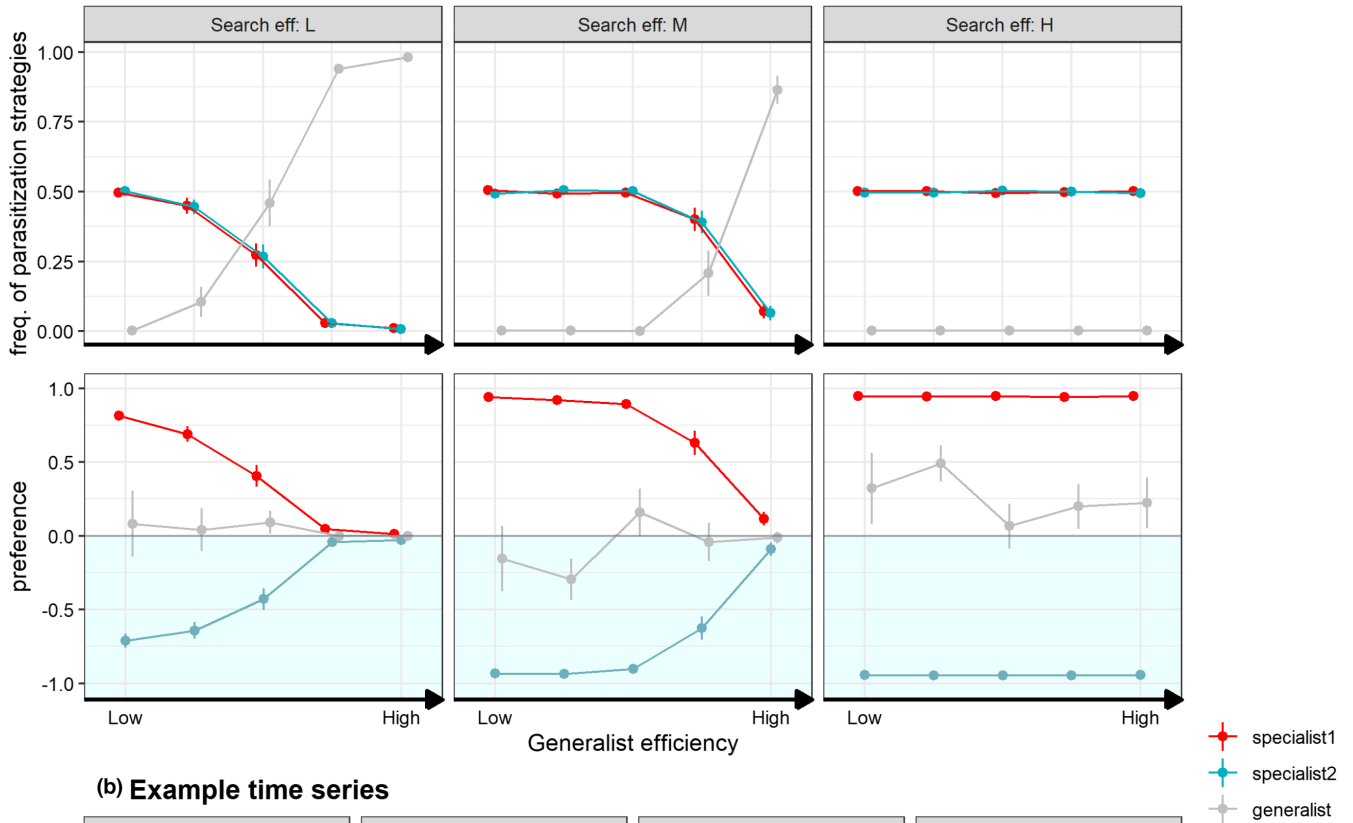 Search eff: L
Search eff: M
Search eff: H
freq. of parasitization strategies
1.00
0.75
0.50
0.25
0.00
preference
1.0
0.5
0.0
-0.5
-1.0
Low
High
Low
High
Low
High
Generalist efficiency
specialist1
specialist2
generalist
(b) Example time series